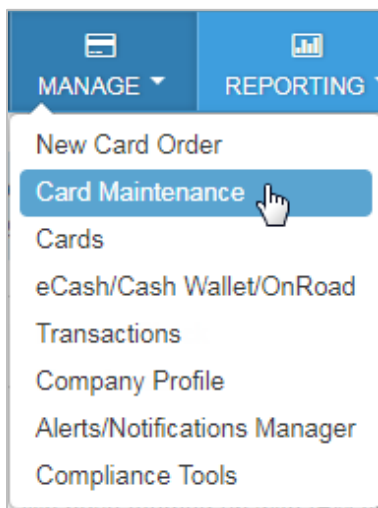 MANAGE
REPORTING
New Card Order
Card Maintenance
Cards
eCash/Cash Wallet/OnRoad
Transactions
Company Profile
Alerts/Notifications Manager
Compliance Tools